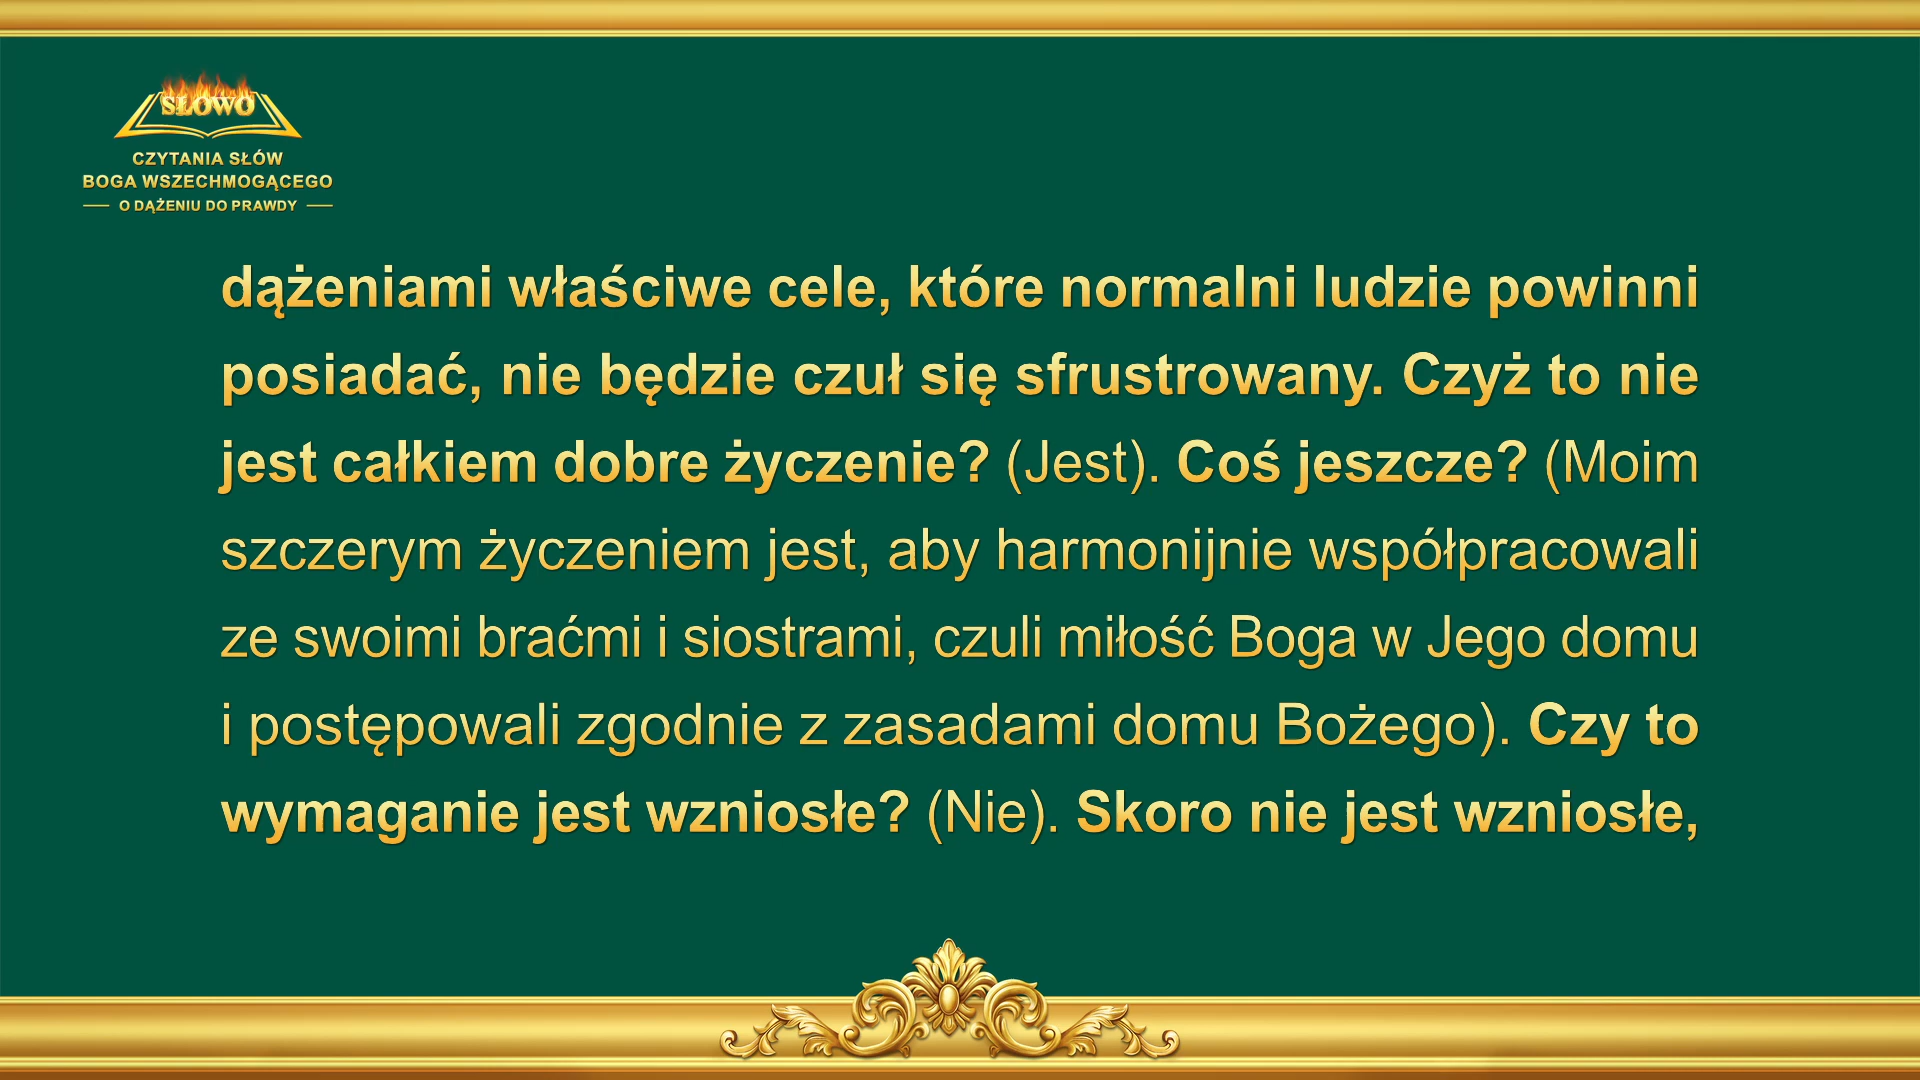 SŁOWO
CZYTANIA SŁÓW
BOGA WSZECHMOGĄCEGO
O DĄŻENIU DO PRAWDY
dążeniami właściwe cele, które normalni ludzie powinni
posiadać, nie będzie czuł się sfrustrowany. Czyż to nie
jest całkiem dobre życzenie? (Jest). Coś jeszcze? (Moim
szczerym życzeniem jest, aby harmonijnie współpracowali
ze swoimi braćmi i siostrami, czuli miłość Boga w Jego domu
i postępowali zgodnie z zasadami domu Bożego). Czy to
wymaganie jest wzniosłe? (Nie). Skoro nie jest wzniosłe,